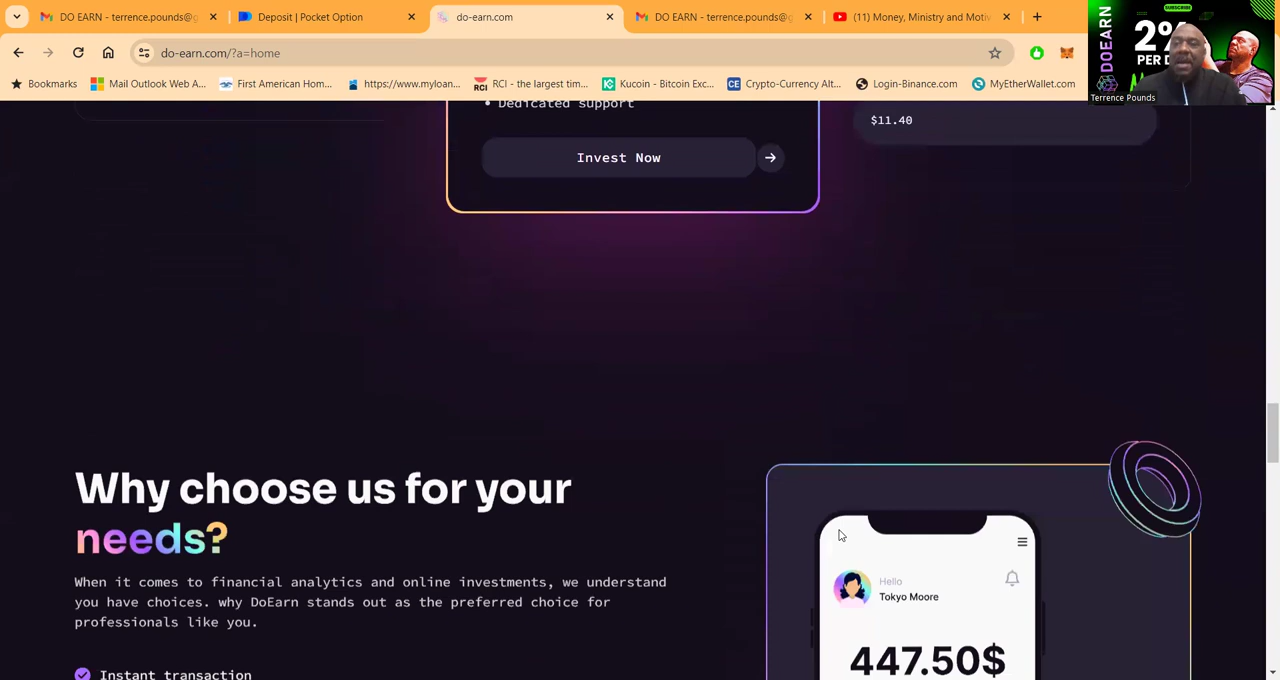 DO EARN - terrence.pounds@g
Deposit | Pocket Option
do-earn.com
DO EARN - terrence.pounds@g
(11) Money, Ministry and Motiv
do-earn.com/?a=home
Bookmarks
Mail Outlook Web A...
First American Hom...
https://www.myloan...
RCI - the largest tim...
Kucoin - Bitcoin Exc...
Crypto-Currency Alt...
Login-Binance.com
MyEtherWallet.com
DOEARN
SUBSCRIBE
2%
PER D
Terrence Pounds
• Dedicated support
$11.40
Invest Now
Why choose us for your
needs?
When it comes to financial analytics and online investments, we understand
you have choices. why DoEarn stands out as the preferred choice for
professionals like you.
Instant transaction
Hello
Tokyo Moore
447.50$